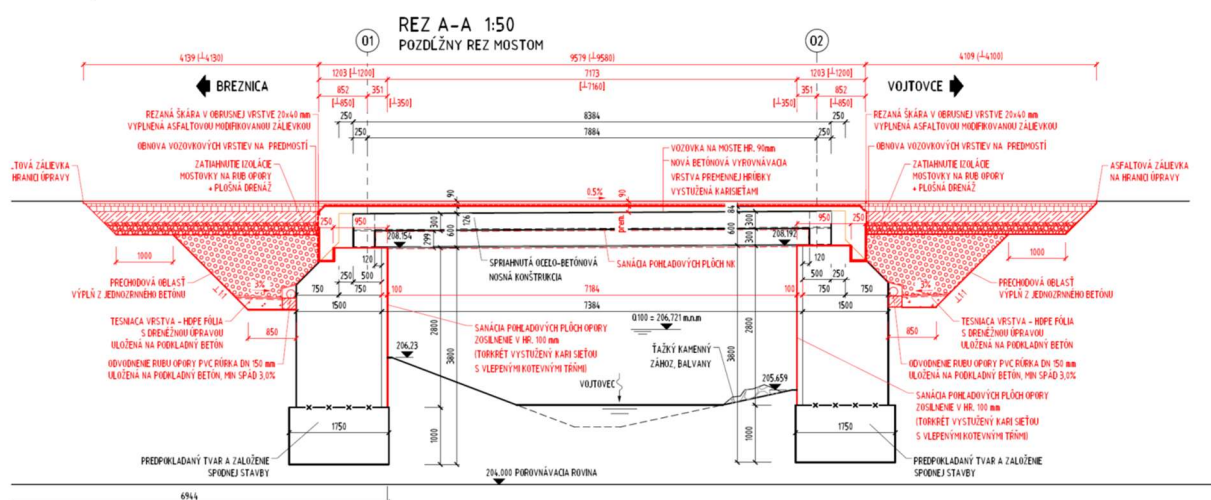 REZ A-A 1:50
POZDĹŽNY REZ MOSTOM
01
02
4139 (⊥4130)
9579 (⊥9580)
4109 (⊥4100)
1203 [⊥1200]
7173
[⊥7160]
1203 [⊥1200]
BREZNICA
VOJTOVCE
852
351
[⊥850]
[⊥350]
351
852
[⊥350]
[⊥850]
250
8384
250
250
7884
250
REZANÁ ŠKÁRA V OBRUSNEJ VRSTVE 20x40 mm
VYPLNENÁ ASFALTOVOU MODIFIKOVANOU ZÁLIEVKOU
OBNOVA VOZOVKOVÝCH VRSTIEV NA PREDMOSTÍ
ZATIAHNUTIE IZOLÁCIE
MOSTOVKY NA RUB OPORY
+ PLOŠNÁ DRENÁŽ
TOVÁ ZÁLIEVKA
HRANICI ÚPRAVY
VOZOVKA NA MOSTE HR. 90mm
NOVÁ BETÓNOVÁ VYROVNÁVACIA
VRSTVA PREMENNEJ HRÚBKY
VYSTUŽENÁ KARISIEŤAMI
REZANÁ ŠKÁRA V OBRUSNEJ VRSTVE 20x40 mm
VYPLNENÁ ASFALTOVOU MODIFIKOVANOU ZÁLIEVKOU
OBNOVA VOZOVKOVÝCH VRSTIEV NA PREDMOSTÍ
ZATIAHNUTIE IZOLÁCIE
MOSTOVKY NA RUB OPORY
+ PLOŠNÁ DRENÁŽ
ASFALTOVÁ ZÁLIEVKA
NA HRANICI ÚPRAVY
90
0.5%
90
250
950
126
300
299
600
prem.
84
300
600
950
250
208.154
208.192
SPRIAHNUTÁ OCEĽO-BETÓNOVÁ
NOSNÁ KONŠTRUKCIA
SANÁCIA POHĽADOVÝCH PLÔCH NK
1000
1000
120
120
250
500
500
250
750
750
100
7184
100
750
750
1500
7384
1500
PRECHODOVÁ OBLASŤ
VÝPLŇ Z JEDNOZRNNÉHO BETÓNU
3%
1:1
3%
1:1
PRECHODOVÁ OBLASŤ
VÝPLŇ Z JEDNOZRNNÉHO BETÓNU
TESNIACA VRSTVA - HDPE FÓLIA
S DRENÉŽNOU ÚPRAVOU
ULOŽENÁ NA PODKLADNÝ BETÓN
850
850
ODVODNENIE RUBU OPORY PVC RÚRKA DN 150 mm
ULOŽENÁ NA PODKLADNÝ BETÓN, MIN SPÁD 3,0%
206,23
2800
3800
SANÁCIA POHĽADOVÝCH PLÔCH OPORY
ZOSILNENIE V HR. 100 mm
(TORKRÉT VYSTUŽENÝ KARI SIEŤOU
S VLEPENÝMI KOTEVNÝMI TŔŇMI)
Q100 = 206,721 m.n.m
ŤAŽKÝ KAMENNÝ
ZÁHOZ, BALVANY
VOJTOVEC
205.659
3800
2800
TESNIACA VRSTVA - HDPE FÓLIA
S DRENÉŽNOU ÚPRAVOU
ULOŽENÁ NA PODKLADNÝ BETÓN
ODVODNENIE RUBU OPORY PVC RÚRKA DN 150 mm
ULOŽENÁ NA PODKLADNÝ BETÓN, MIN SPÁD 3,0%
SANÁCIA POHĽADOVÝCH PLÔCH OPORY
ZOSILNENIE V HR. 100 mm
(TORKRÉT VYSTUŽENÝ KARI SIEŤOU
S VLEPENÝMI KOTEVNÝMI TŔŇMI)
1750
1000
1000
1750
PREDPOKLADANÝ TVAR A ZALOŽENIE
SPODNEJ STAVBY
PREDPOKLADANÝ TVAR A ZALOŽENIE
SPODNEJ STAVBY
204.000 POROVNÁVACIA ROVINA
6944